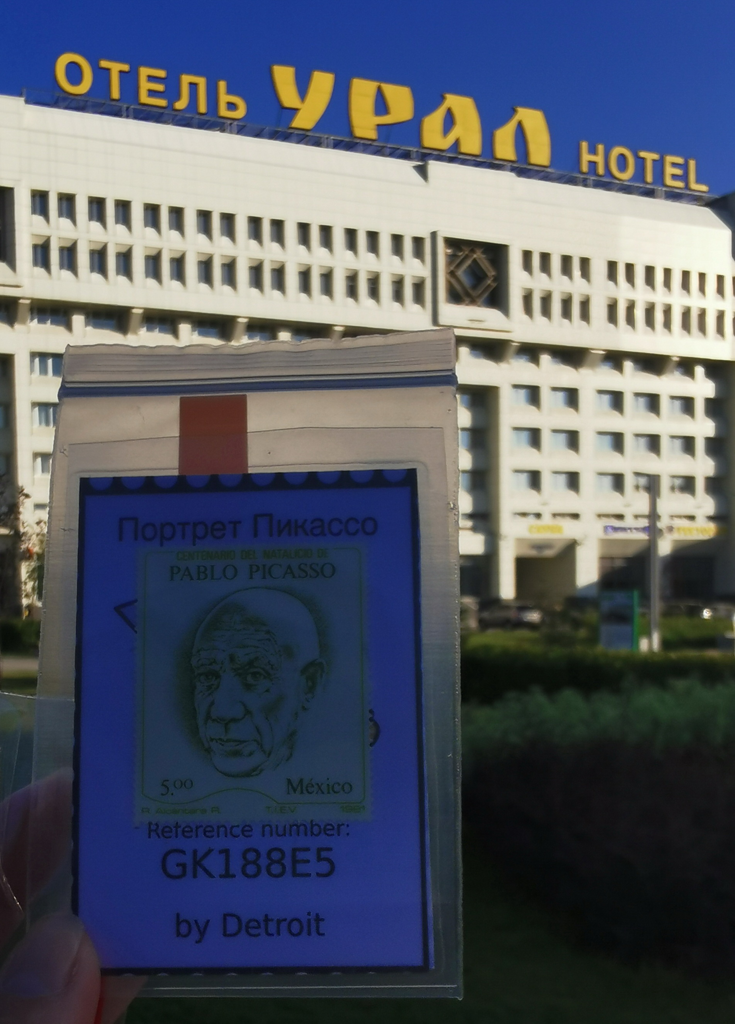 ОТЕЛЬ УРАЛ HOTEL
Портрет Пикассо
CENTENARIO DEL NATALICIO DE
PABLO PICASSO
5.00 México
1981
Reference number:
GK188E5
by Detroit